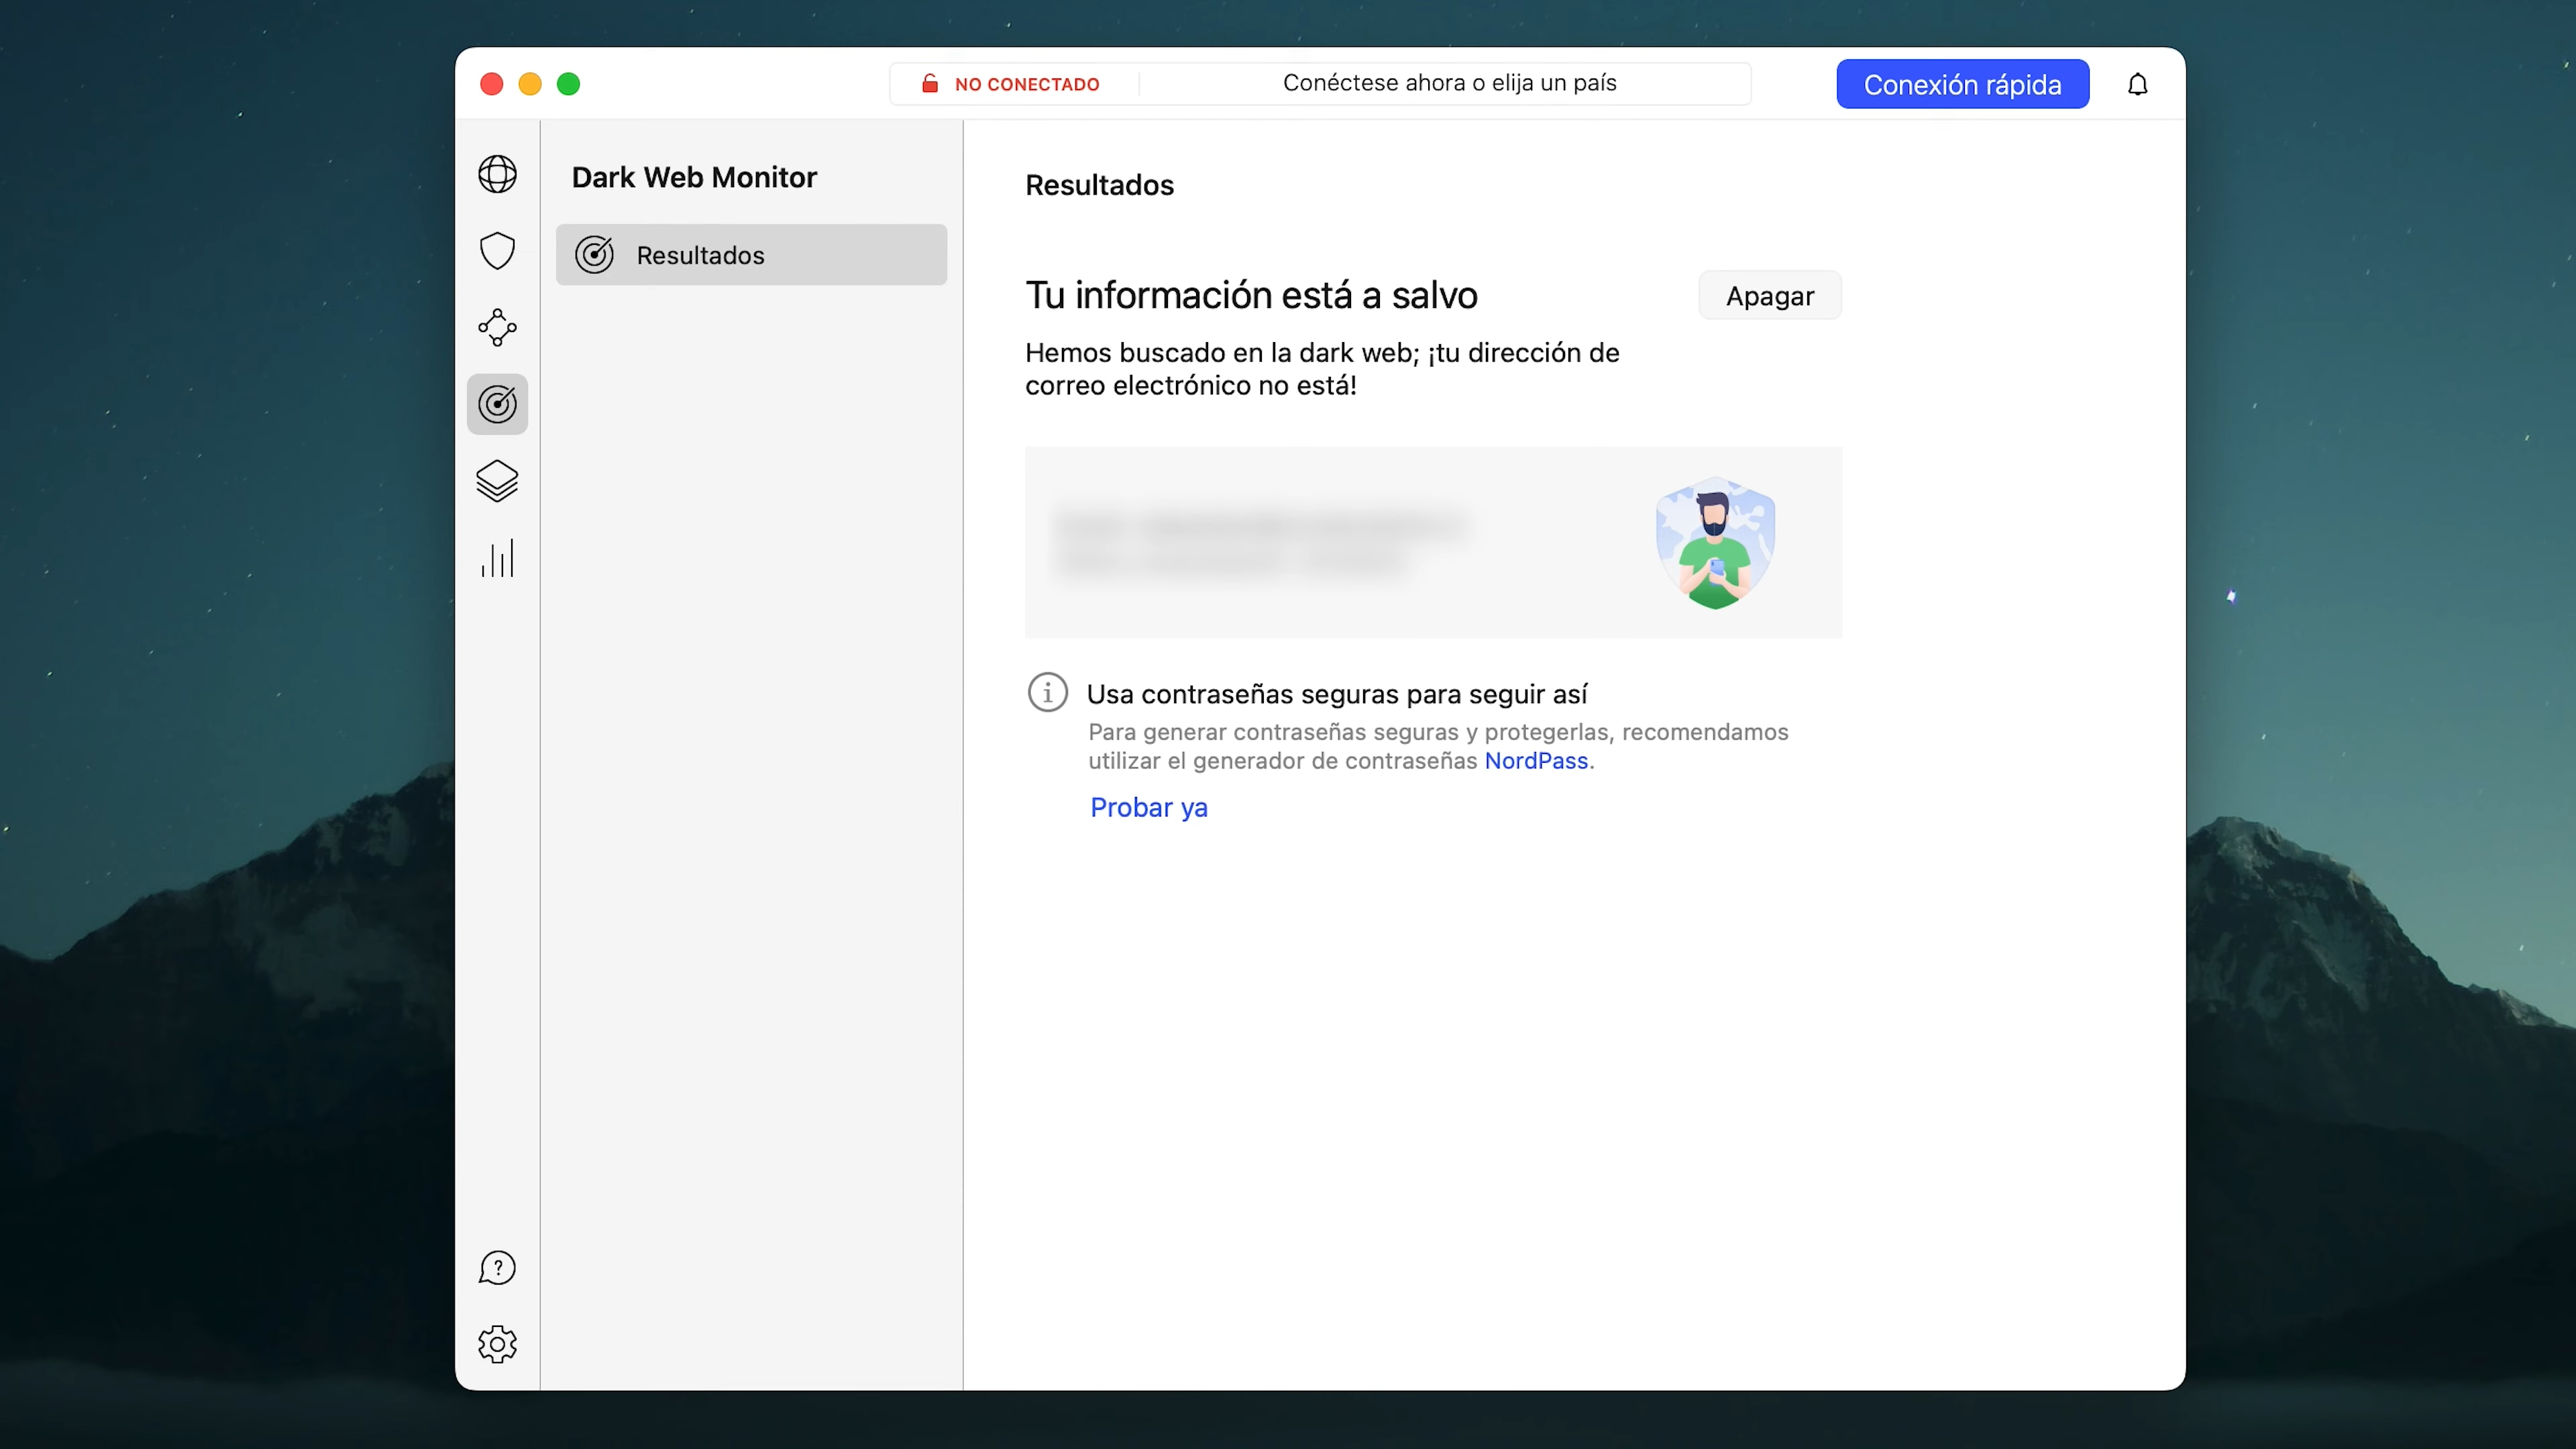 NO CONECTADO
Conéctese ahora o elija un país
Conexión rápida
Dark Web Monitor
Resultados
Resultados
Tu información está a salvo
Apagar
Hemos buscado en la dark web; ¡tu dirección de
correo electrónico no está!
Usa contraseñas seguras para seguir así
Para generar contraseñas seguras y protegerlas, recomendamos
utilizar el generador de contraseñas NordPass.
Probar ya